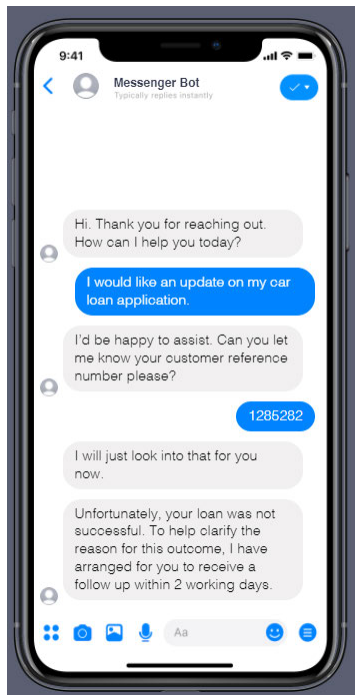 9:41
Messenger Bot
Typically replies instantly
Hi. Thank you for reaching out.
How can I help you today?
I would like an update on my car
loan application.
I'd be happy to assist. Can you let
me know your customer reference
number please?
1285282
I will just look into that for you
now.
Unfortunately, your loan was not
successful. To help clarify the
reason for this outcome, I have
arranged for you to receive a
follow up within 2 working days.
Aa